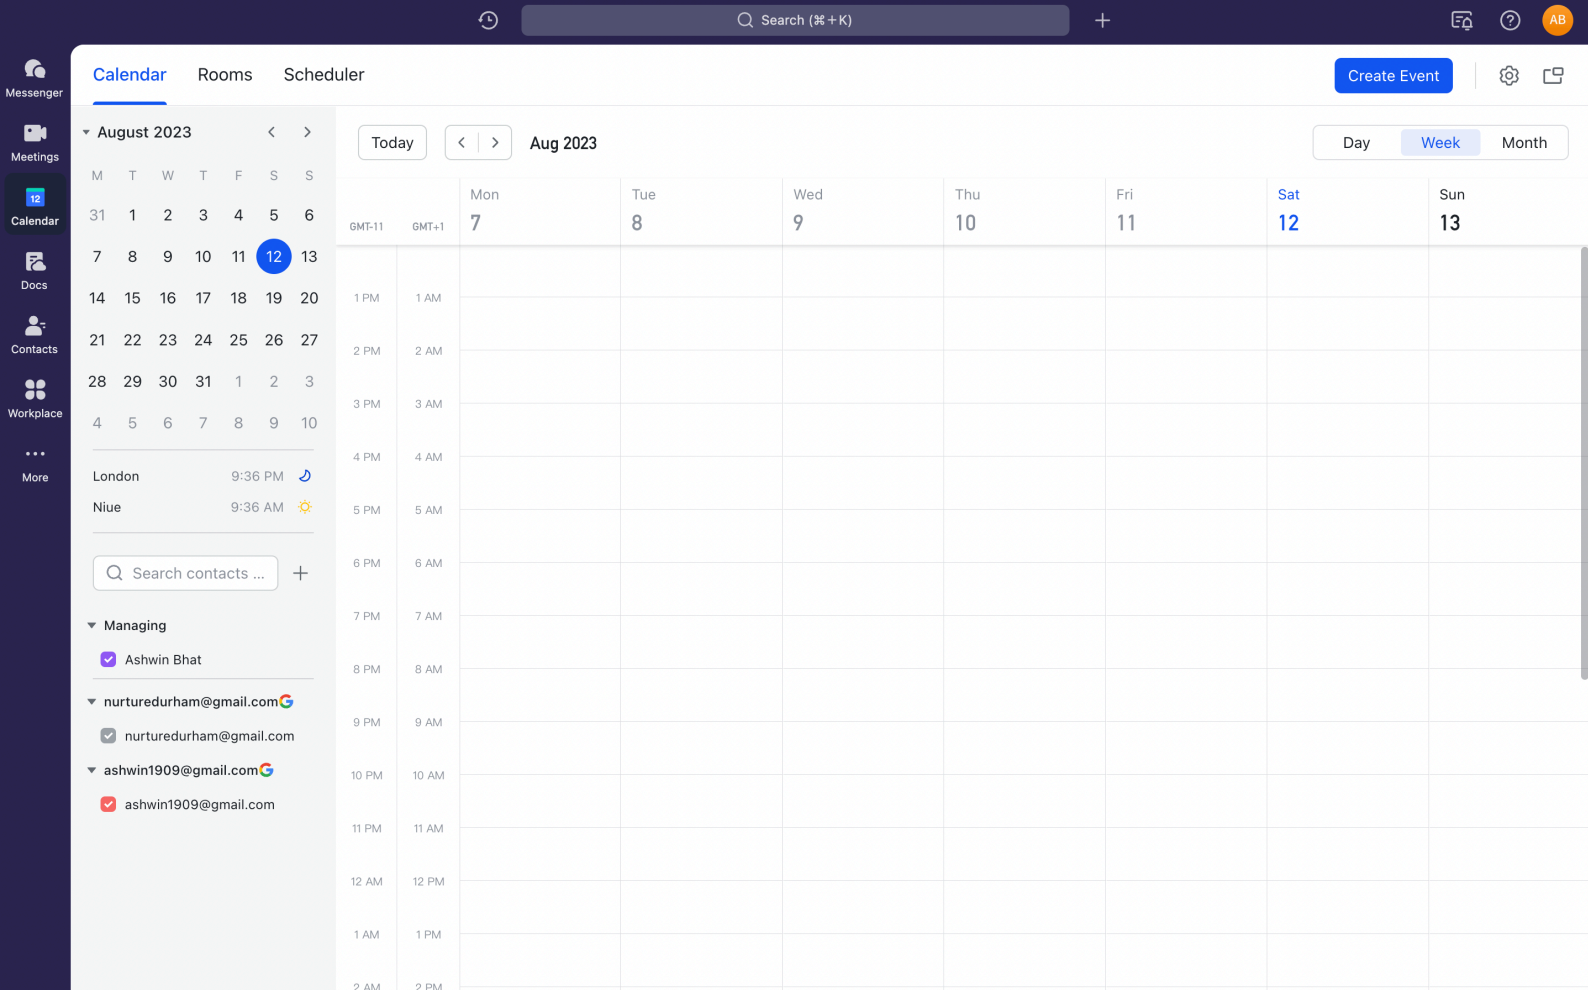 Search (⌘+K)
AB
Messenger
Meetings
12
Calendar
Docs
Contacts
Workplace
More
Calendar Rooms Scheduler
Create Event
August 2023
M T W T F S S
31 1 2 3 4 5 6
7 8 9 10 11 12 13
14 15 16 17 18 19 20
21 22 23 24 25 26 27
28 29 30 31 1 2 3
4 5 6 7 8 9 10
London 9:36 PM
Niue 9:36 AM
Search contacts ...
Managing
Ashwin Bhat
nurturedurham@gmail.com
nurturedurham@gmail.com
ashwin1909@gmail.com
ashwin1909@gmail.com
Today
Aug 2023
Day Week Month
Mon Tue Wed Thu Fri Sat Sun
7 8 9 10 11 12 13
GMT-11 GMT+1
1 PM 1 AM
2 PM 2 AM
3 PM 3 AM
4 PM 4 AM
5 PM 5 AM
6 PM 6 AM
7 PM 7 AM
8 PM 8 AM
9 PM 9 AM
10 PM 10 AM
11 PM 11 AM
12 AM 12 PM
1 AM 1 PM
2 AM 2 PM